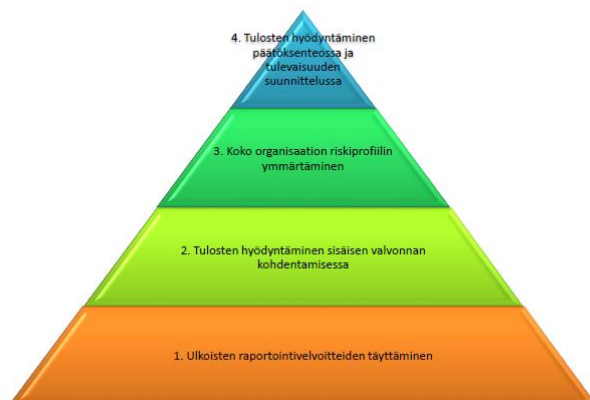 4. Tulosten hyödyntäminen
päätöksenteossa ja
tulevaisuuden
suunnittelussa
3. Koko organisaation riskiprofiilin
ymmärtäminen
2. Tulosten hyödyntäminen sisäisen valvonnan
kohdentamisessa
1. Ulkoisten raportointivelvoitteiden täyttäminen